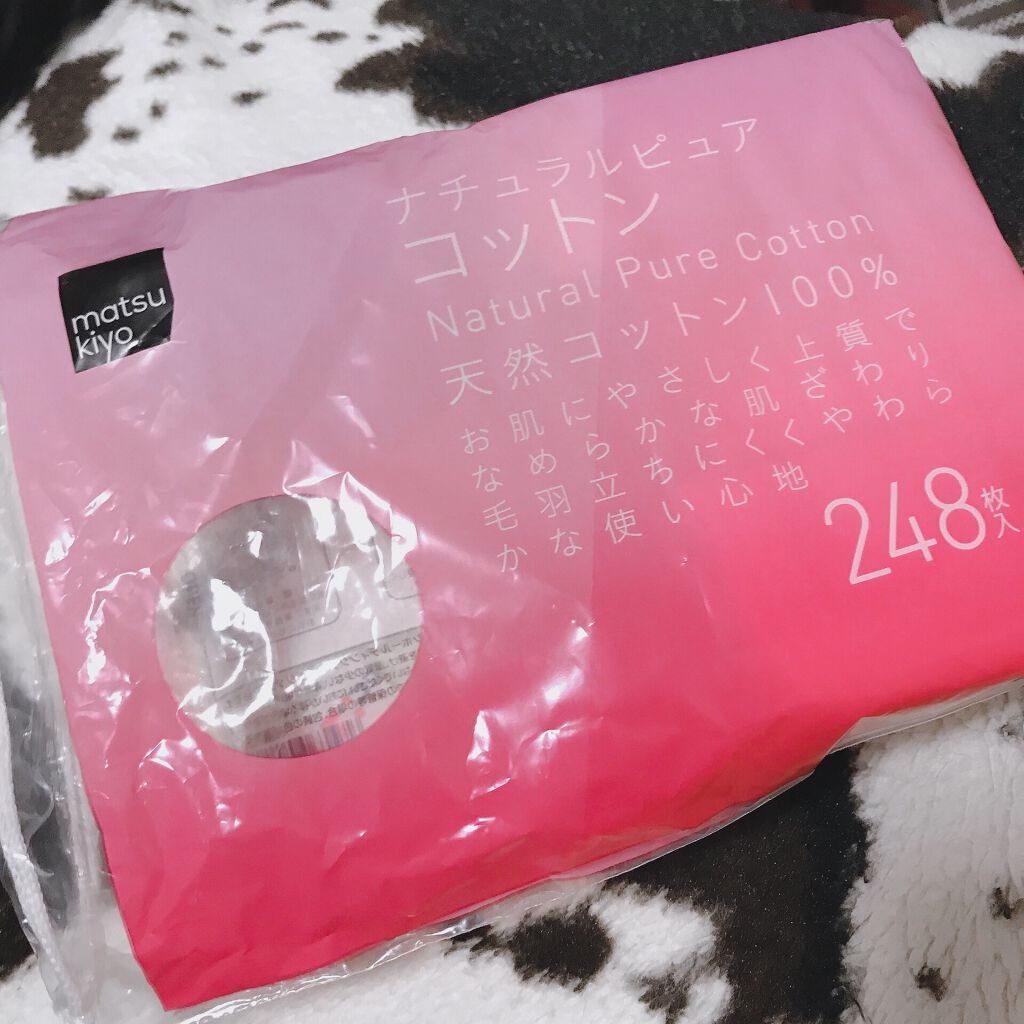 matsu
kiyo
ナチュラルピュア
コットン
Natural Pure Cotton
天然コットン100%
お肌にやさしく上質で
なめらかな肌ざわり
毛羽立ちにくくやわら
かな使い心地
248枚入